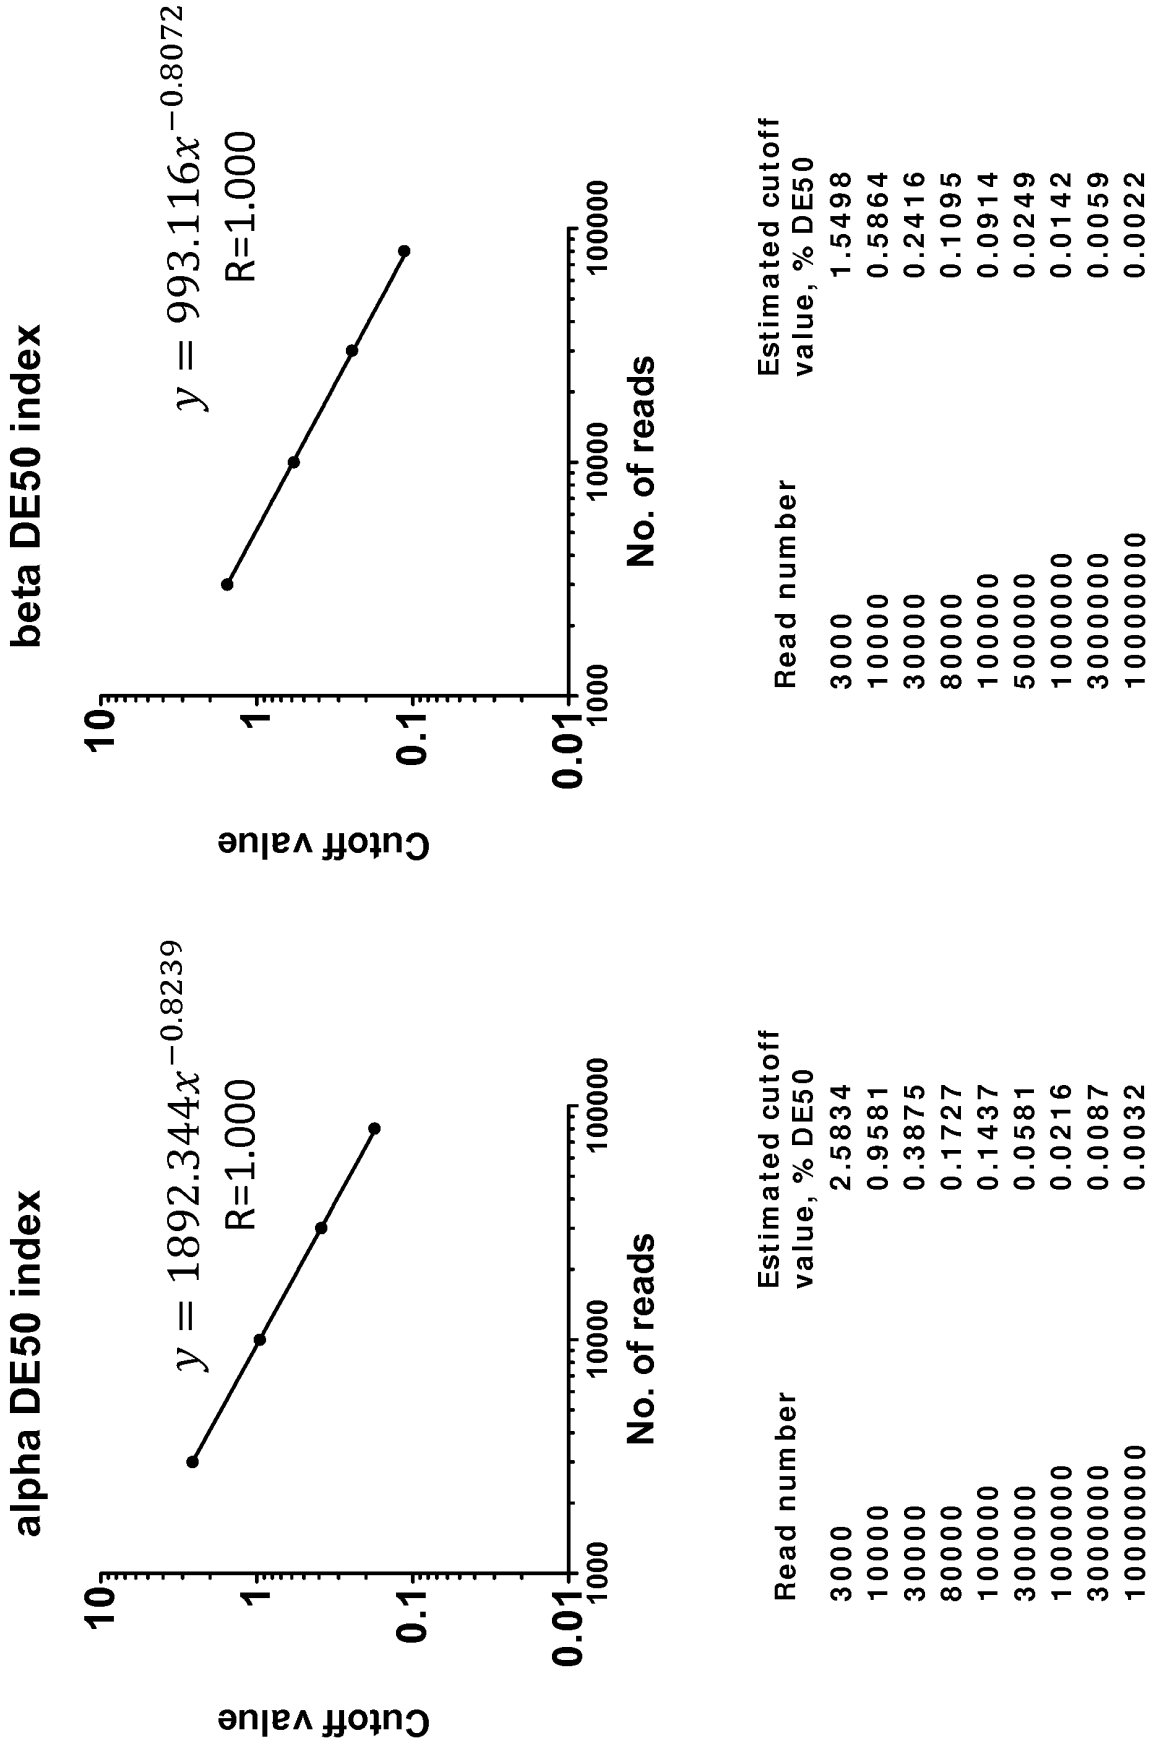 alpha DE50 index
y = 1892.344x−0.8239
R=1.000
Cutoff value
10
1
0.1
0.01
1000
10000
100000
No. of reads
Read number
Estimated cutoff
value, % DE50
3000 2.5834
10000 0.9581
30000 0.3875
80000 0.1727
100000 0.1437
300000 0.0581
1000000 0.0216
3000000 0.0087
10000000 0.0032
beta DE50 index
y = 993.116x−0.8072
R=1.000
Cutoff value
10
1
0.1
0.01
1000
10000
100000
No. of reads
Read number
Estimated cutoff
value, % DE50
3000 1.5498
10000 0.5864
30000 0.2416
80000 0.1095
100000 0.0914
500000 0.0249
1000000 0.0142
3000000 0.0059
10000000 0.0022